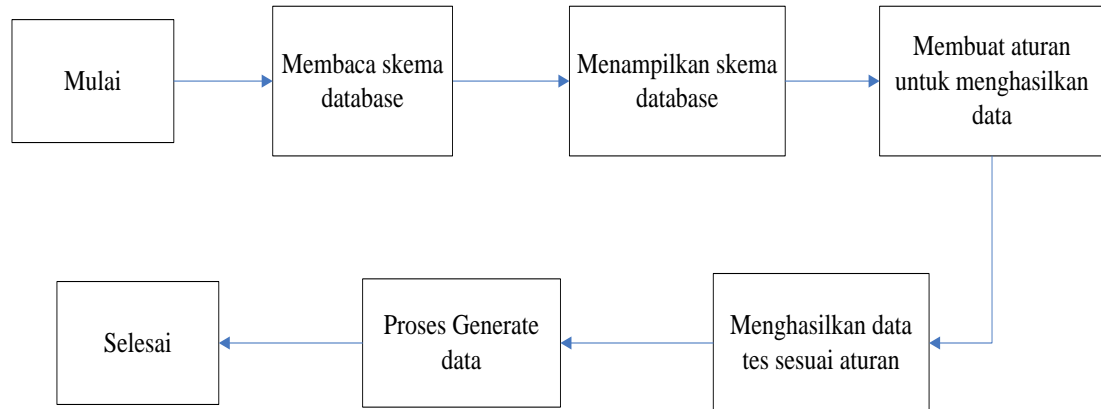 Mulai
Membaca skema
database
Menampilkan skema
database
Membuat aturan
untuk menghasilkan
data
Menghasilkan data
tes sesuai aturan
Proses Generate
data
Selesai